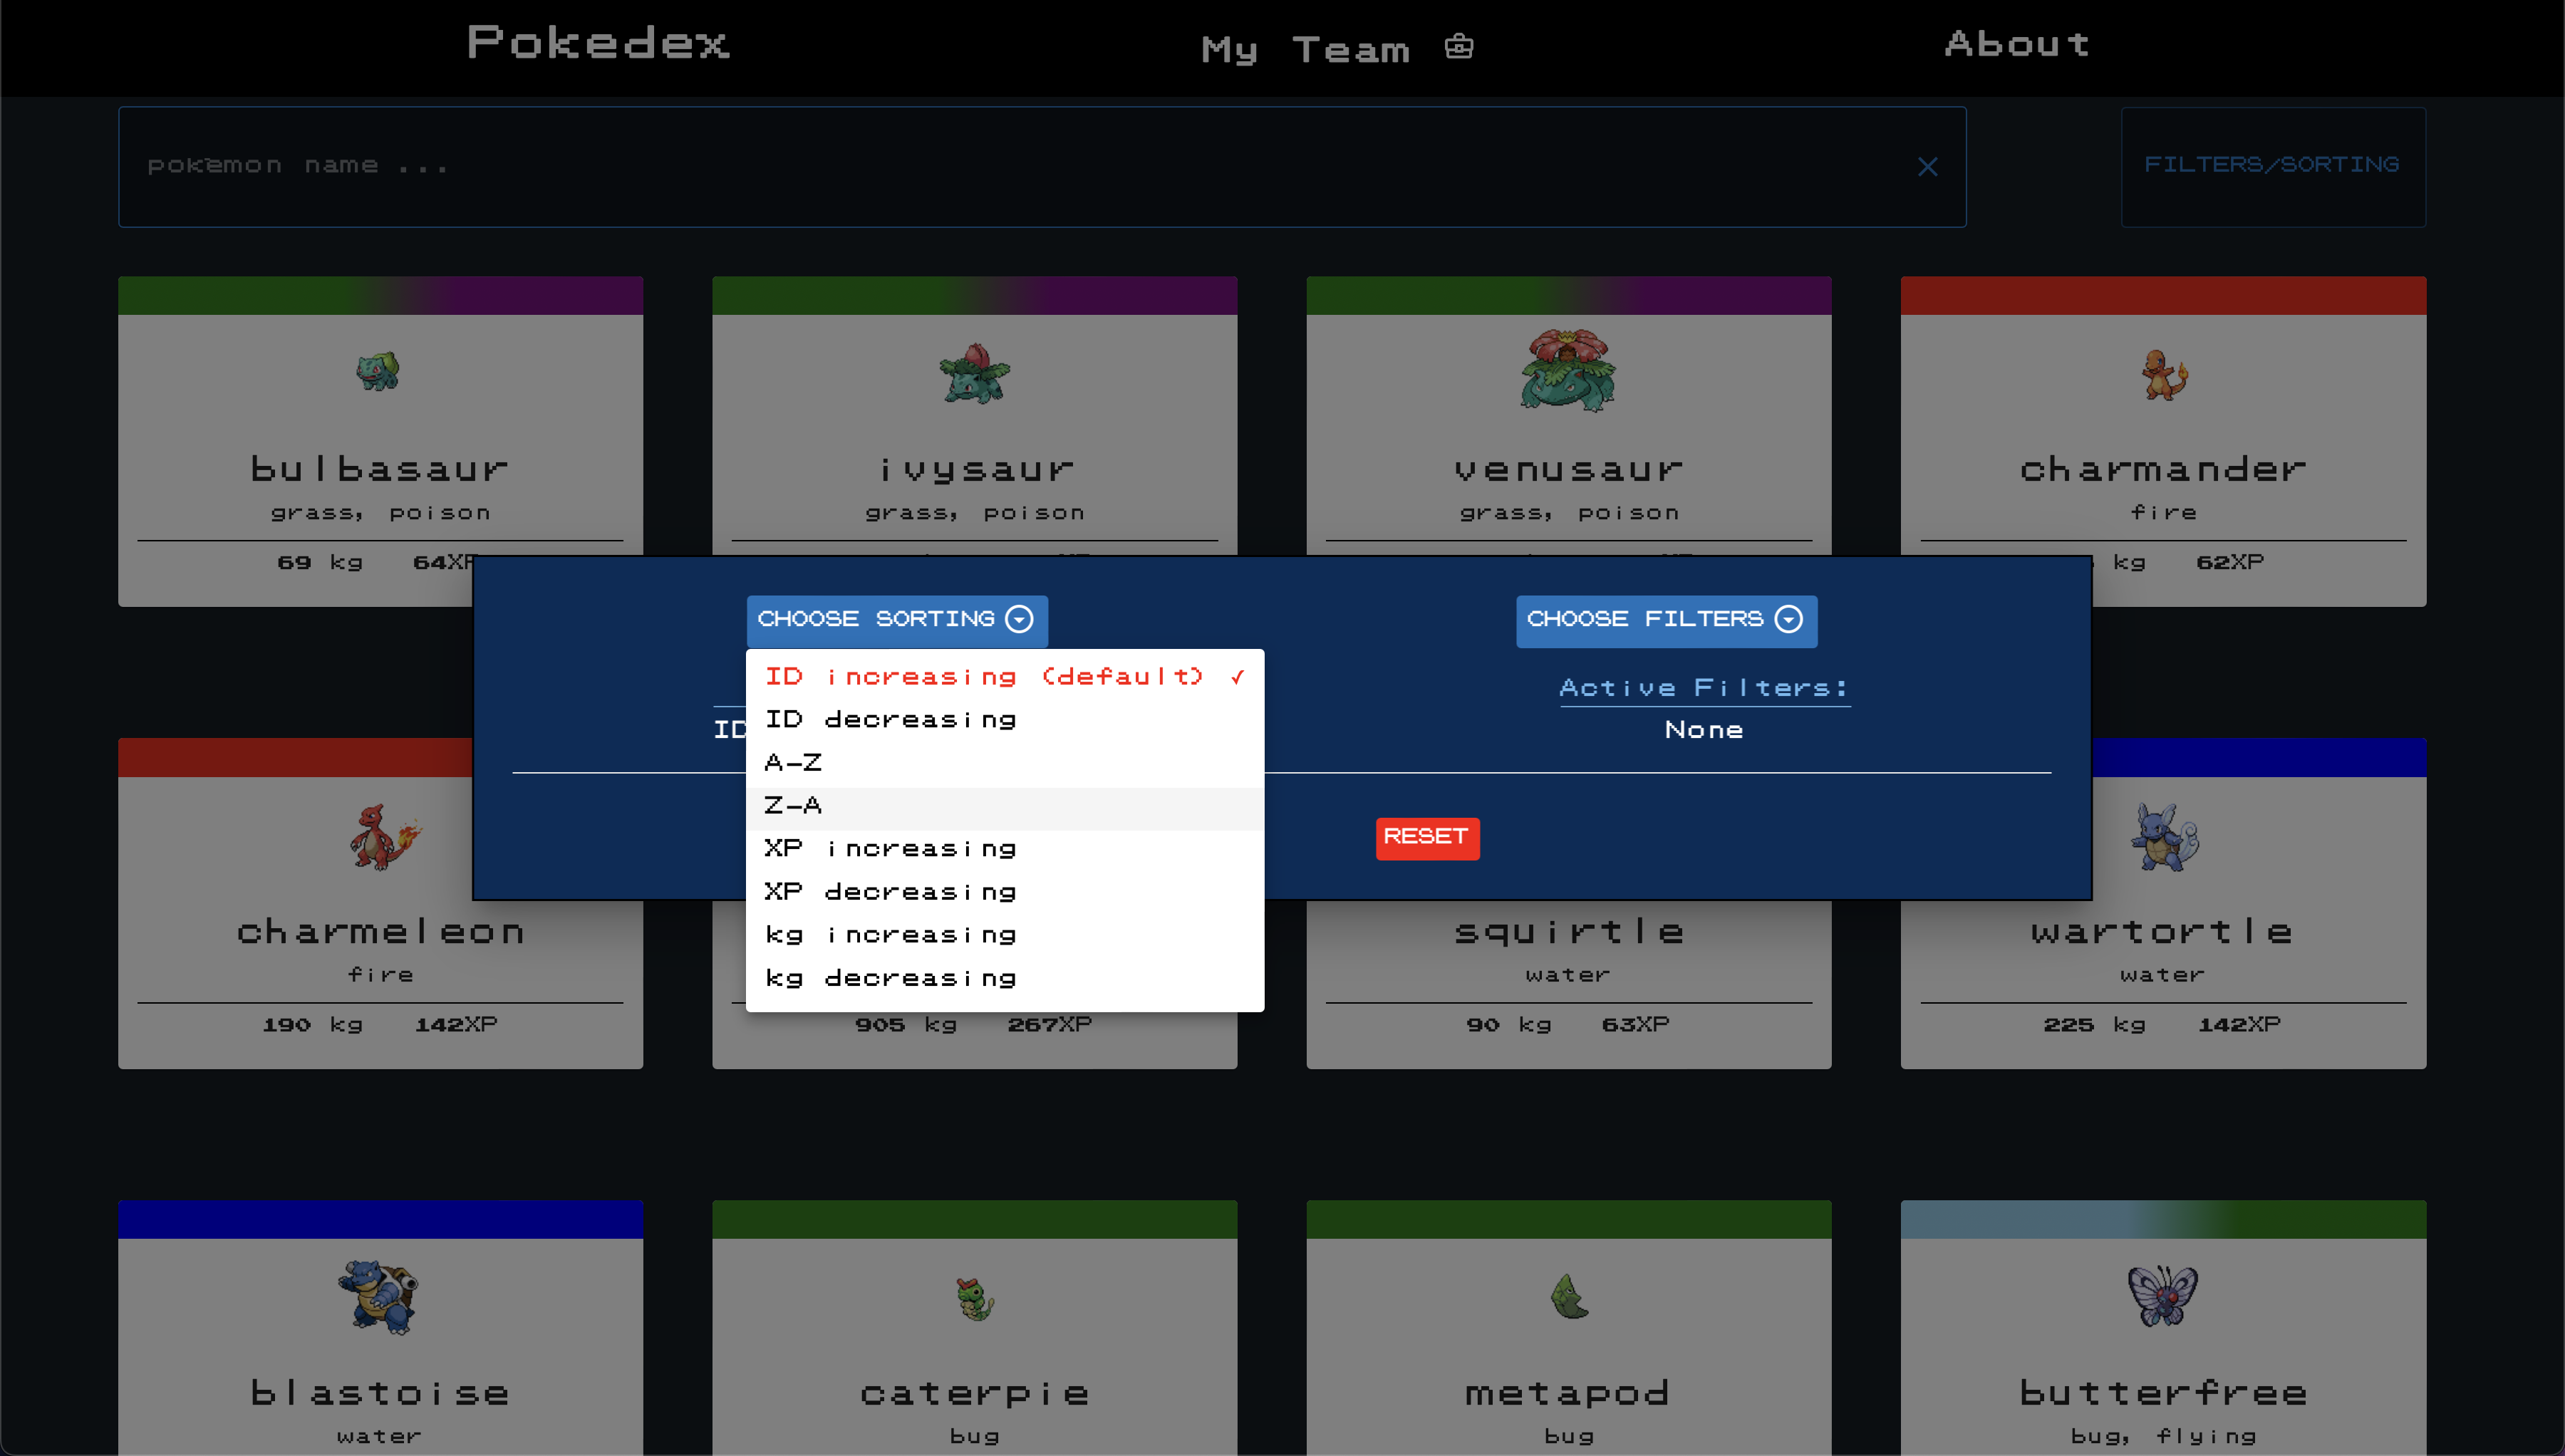 Pokedex
My Team
About
pokemon name ...
FILTERS/SORTING
bulbasaur
grass, poison
69 kg 64XP
ivysaur
grass, poison
venusaur
grass, poison
charmander
fire
kg 62XP
CHOOSE SORTING
ID increasing (default) ✓
ID decreasing
A-Z
Z-A
XP increasing
XP decreasing
kg increasing
kg decreasing
ID
CHOOSE FILTERS
Active Filters:
None
RESET
charmeleon
fire
190 kg 142XP
905 kg 267XP
squirtle
water
90 kg 63XP
wartortle
water
225 kg 142XP
blastoise
water
caterpie
bug
metapod
bug
butterfree
bug, flying